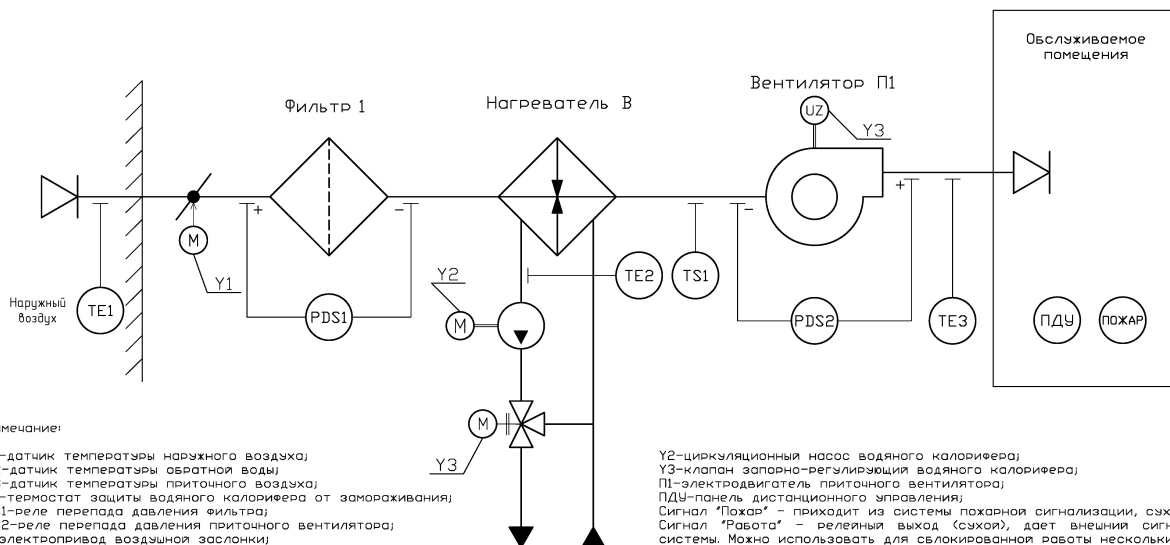 Обслуживаемое
помещения
Вентилятор П1
Фильтр 1
Нагреватель В
UZ
Y3
+
-
+
-
M
Y1
Y2
TE2
TS1
Наружный
воздух
TE1
PDS1
M
PDS2
TE3
ПДУ
ПОЖАР
M
Y3
мечание:
-датчик температуры наружного воздуха;
-датчик температуры обратной воды;
-датчик температуры приточного воздуха;
-термостат защиты водяного калорифера от замораживания;
1-реле перепада давления фильтра;
2-реле перепада давления приточного вентилятора;
электропривод воздушной заслонки;
Y2-циркуляционный насос водяного калорифера;
Y3-клапан запорно-регулирующий водяного калорифера;
П1-электродвигатель приточного вентилятора;
ПДУ-панель дистанционного управления;
Сигнал "Пожар" - приходит из системы пожарной сигнализации, сух
Сигнал "Работа" - релейный выход (сухой), дает внешний сигн
системы. Можно использовать для сблокированной работы нескольки